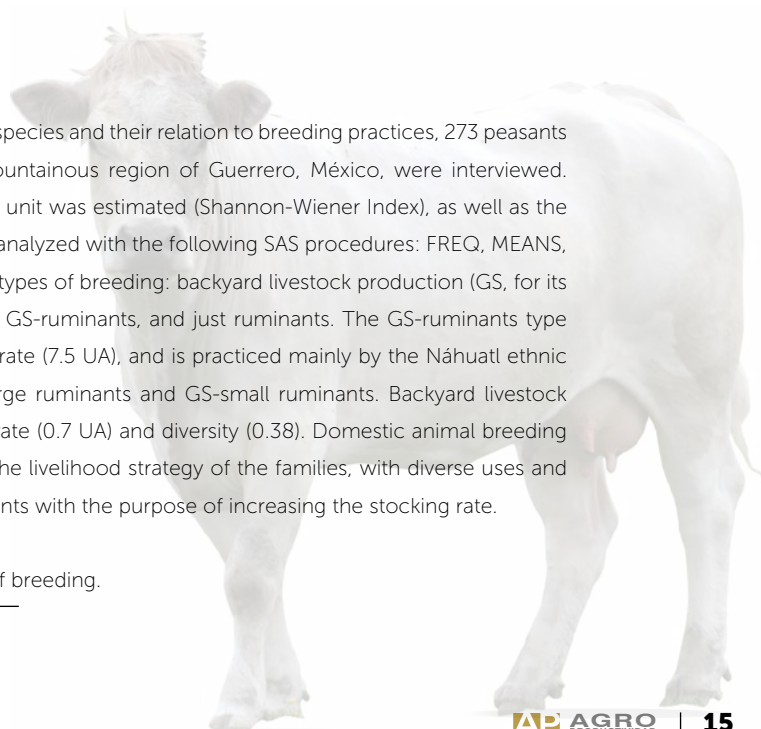 species and their relation to breeding practices, 273 peasants
ountainous region of Guerrero, México, were interviewed.
unit was estimated (Shannon-Wiener Index), as well as the
analyzed with the following SAS procedures: FREQ, MEANS,
types of breeding: backyard livestock production (GS, for its
GS-ruminants, and just ruminants. The GS-ruminants type
rate (7.5 UA), and is practiced mainly by the Náhuatl ethnic
rge ruminants and GS-small ruminants. Backyard livestock
ate (0.7 UA) and diversity (0.38). Domestic animal breeding
he livelihood strategy of the families, with diverse uses and
nts with the purpose of increasing the stocking rate.
f breeding.
AP AGRO | 15